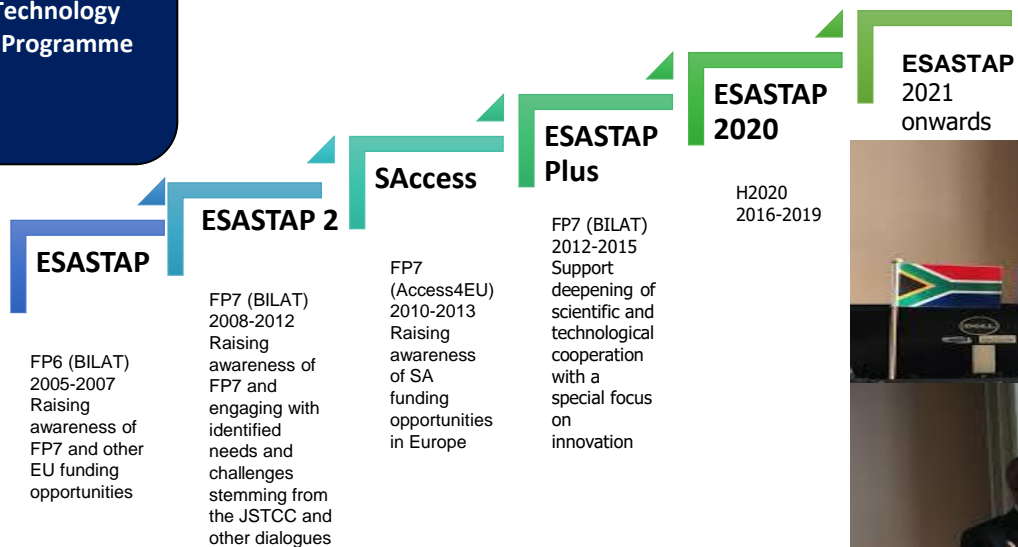 Technology
Programme
ESASTAP
FP6 (BILAT)
2005-2007
Raising
awareness of
FP7 and other
EU funding
opportunities
ESASTAP 2
FP7 (BILAT)
2008-2012
Raising
awareness of
FP7 and
engaging with
identified
needs and
challenges
stemming from
the JSTCC and
other dialogues
SAccess
FP7
(Access4EU)
2010-2013
Raising
awareness
of SA
funding
opportunities
in Europe
ESASTAP
Plus
FP7 (BILAT)
2012-2015
Support
deepening of
scientific and
technological
cooperation
with a
special focus
on
innovation
ESASTAP
2020
H2020
2016-2019
ESASTAP
2021
onwards
DELL